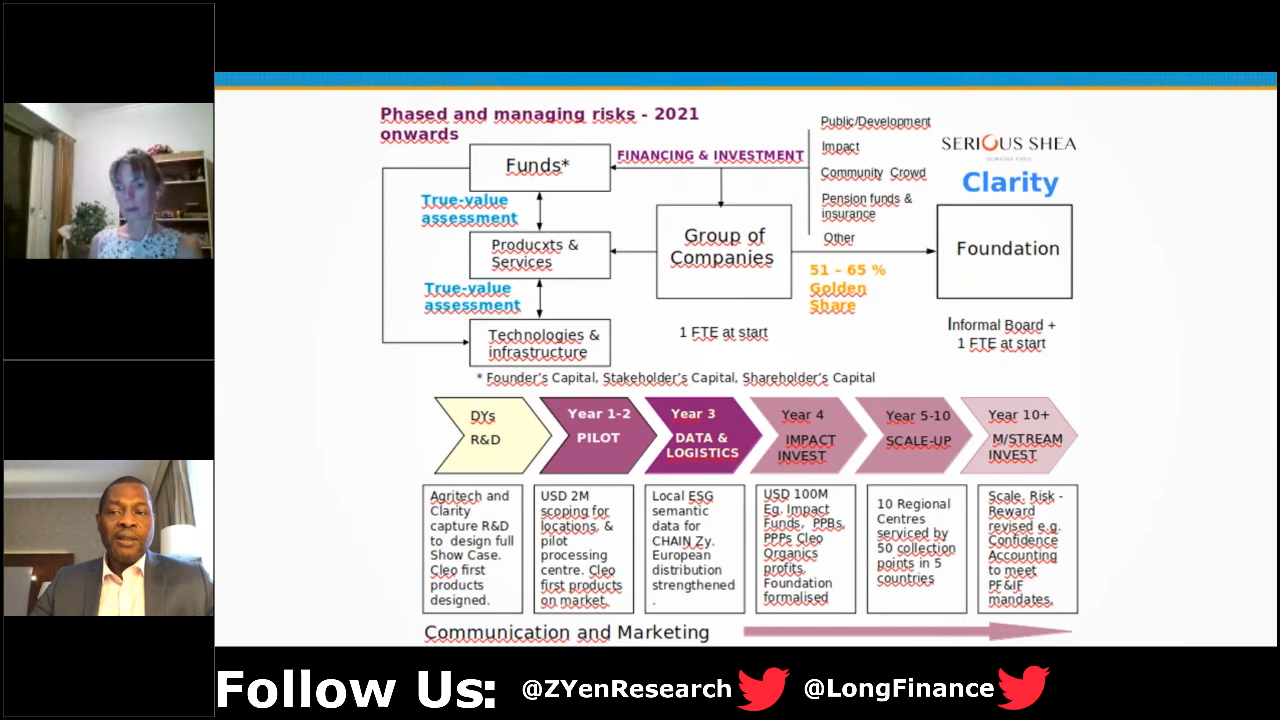 Phased and managing risks - 2021
onwards
Funds*
FINANCING & INVESTMENT
Public/Development
Impact
Community Crowd
Pension funds &
insurance
Other
SERIOUS SHEA
Clarity
True-value
assessment
Producxts &
Services
Group of
Companies
Foundation
51 – 65 %
Golden
Share
True-value
assessment
Technologies &
infrastructure
1 FTE at start
Informal Board +
1 FTE at start
* Founder’s Capital, Stakeholder’s Capital, Shareholder’s Capital
DYs
R&D
Year 1-2
PILOT
Year 3
DATA &
LOGISTICS
Year 4
IMPACT
INVEST
Year 5-10
SCALE-UP
Year 10+
M/STREAM
INVEST
Agritech and
Clarity
capture R&D
to design full
Show Case.
Cleo first
products
designed.
USD 2M
scoping for
locations, &
pilot
processing
centre. Cleo
first products
on market.
Local ESG
semantic
data for
CHAIN Zy.
European
distribution
strengthened
.
USD 100M
Eg. Impact
Funds, PPBs,
PPPs Cleo
Organics
profits.
Foundation
formalised
10 Regional
Centres
serviced by
50 collection
points in 5
countries
Scale. Risk -
Reward
revised e.g.
Confidence
Accounting
to meet
PF&IF
mandates.
Communication and Marketing
Follow Us: @ZYenResearch @LongFinance